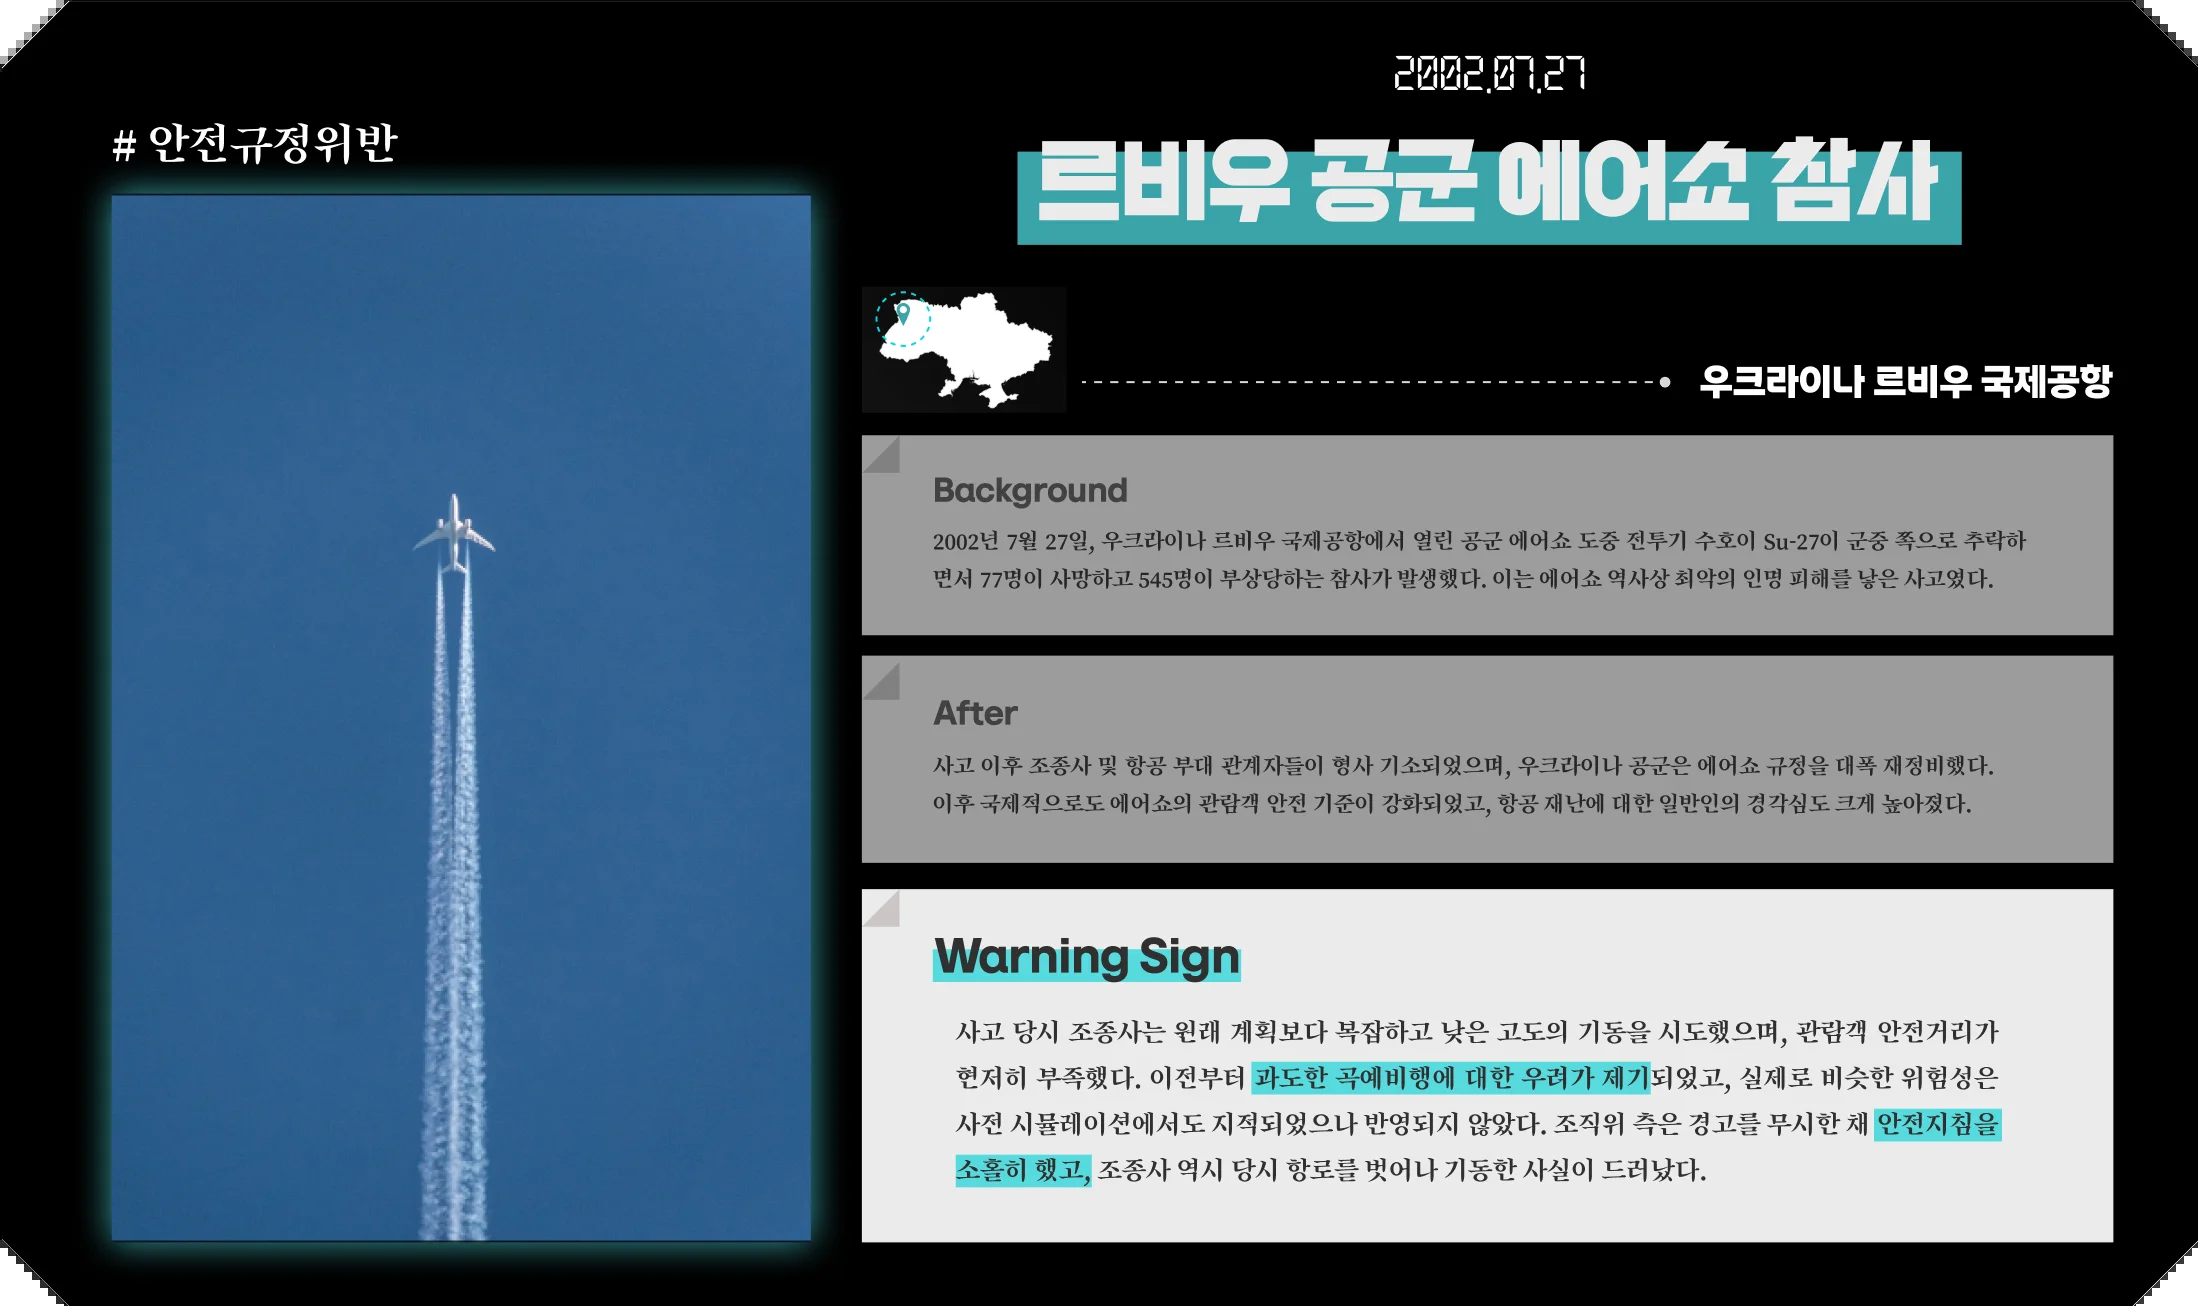 2002.07.27
# 안전규정위반
르비우 공군 에어쇼 참사
우크라이나 르비우 국제공항
Background
2002년 7월 27일, 우크라이나 르비우 국제공항에서 열린 공군 에어쇼 도중 전투기 수호이 Su-27이 군중 쪽으로 추락하
면서 77명이 사망하고 545명이 부상당하는 참사가 발생했다. 이는 에어쇼 역사상 최악의 인명 피해를 낳은 사고였다.
After
사고 이후 조종사 및 항공 부대 관계자들이 형사 기소되었으며, 우크라이나 공군은 에어쇼 규정을 대폭 재정비했다.
이후 국제적으로도 에어쇼의 관람객 안전 기준이 강화되었고, 항공 재난에 대한 일반인의 경각심도 크게 높아졌다.
Warning Sign
사고 당시 조종사는 원래 계획보다 복잡하고 낮은 고도의 기동을 시도했으며, 관람객 안전거리가
현저히 부족했다. 이전부터 과도한 곡예비행에 대한 우려가 제기되었고, 실제로 비슷한 위험성은
사전 시뮬레이션에서도 지적되었으나 반영되지 않았다. 조직위 측은 경고를 무시한 채 안전지침을
소홀히 했고, 조종사 역시 당시 항로를 벗어나 기동한 사실이 드러났다.